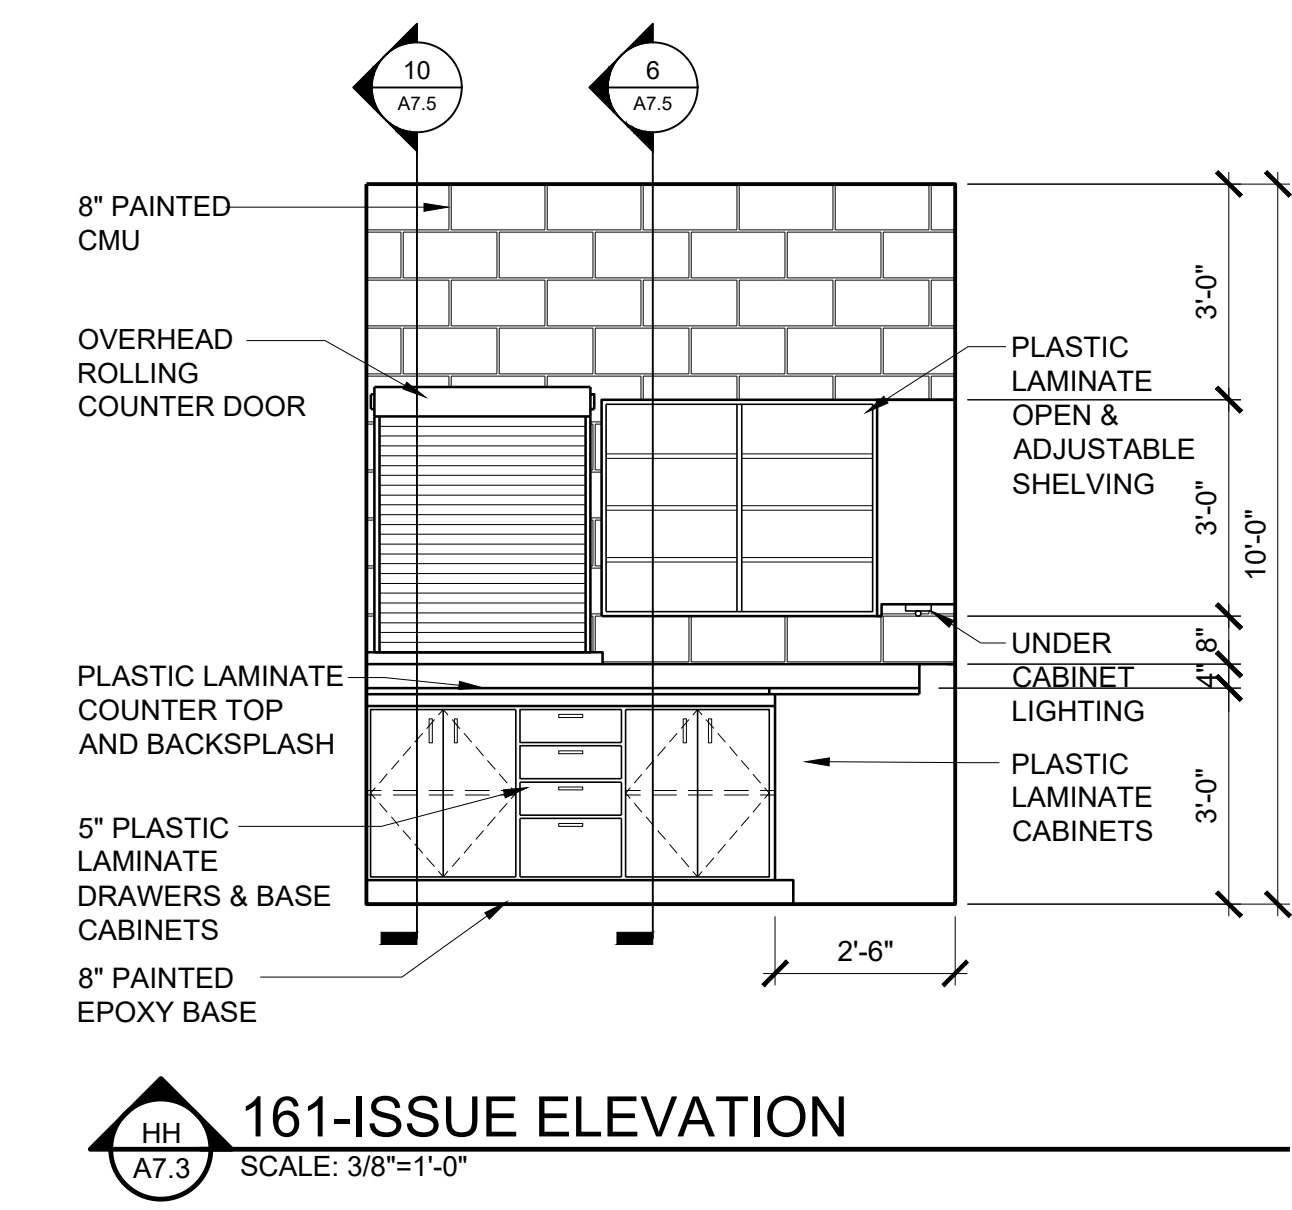 10
A7.5
6
A7.5
8" PAINTED
CMU
OVERHEAD
ROLLING
COUNTER DOOR
PLASTIC LAMINATE
COUNTER TOP
AND BACKSPLASH
5" PLASTIC
LAMINATE
DRAWERS & BASE
CABINETS
8" PAINTED
EPOXY BASE
PLASTIC
LAMINATE
OPEN &
ADJUSTABLE
SHELVING
UNDER
CABINET
LIGHTING
PLASTIC
LAMINATE
CABINETS
3'-0"
3'-0"
8"
4"
3'-0"
10'-0"
2'-6"
HH
A7.3
161-ISSUE ELEVATION
SCALE: 3/8"=1'-0"